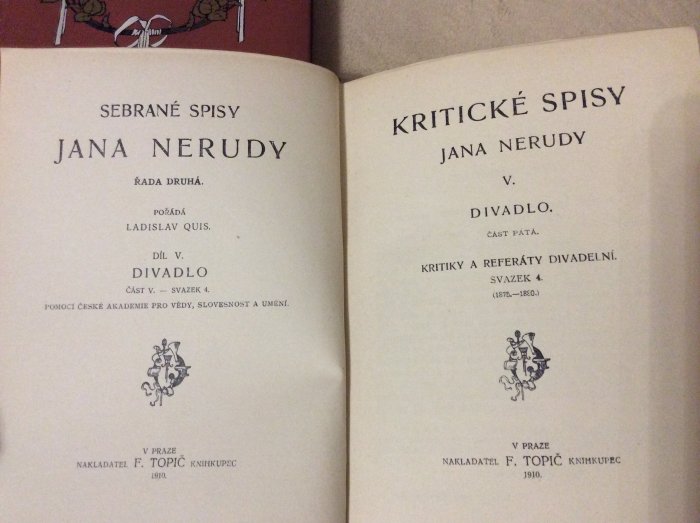 SEBRANÉ SPISY
JANA NERUDY
ŘADA DRUHÁ.
POŘÁDÁ
LADISLAV QUIS.
DÍL V.
DIVADLO
ČÁST V. — SVAZEK 4.
POMOCÍ ČESKÉ AKADEMIE PRO VĚDY, SLOVESNOST A UMĚNÍ.
V PRAZE
NAKLADATEL F. TOPIČ KNIHKUPEC
1910.
KRITICKÉ SPISY
JANA NERUDY
V.
DIVADLO.
ČÁST PÁTÁ.
KRITIKY A REFERÁTY DIVADELNÍ.
SVAZEK 4.
(1875.—1880.)
V PRAZE
NAKLADATEL F. TOPIČ KNIHKUPEC
1910.